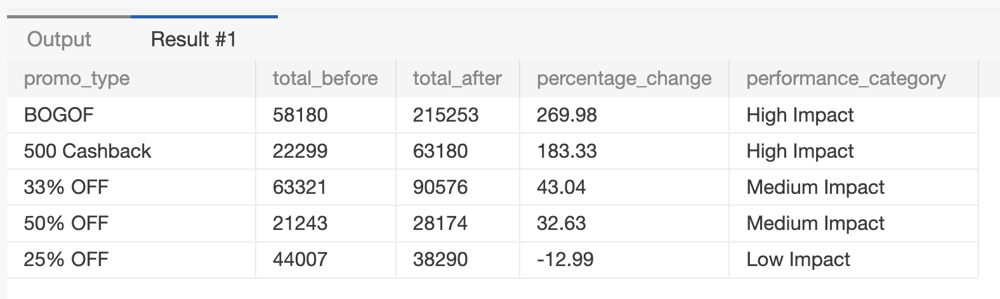 Output Result #1
promo_type total_before total_after percentage_change performance_category
BOGOF 58180 215253 269.98 High Impact
500 Cashback 22299 63180 183.33 High Impact
33% OFF 63321 90576 43.04 Medium Impact
50% OFF 21243 28174 32.63 Medium Impact
25% OFF 44007 38290 -12.99 Low Impact